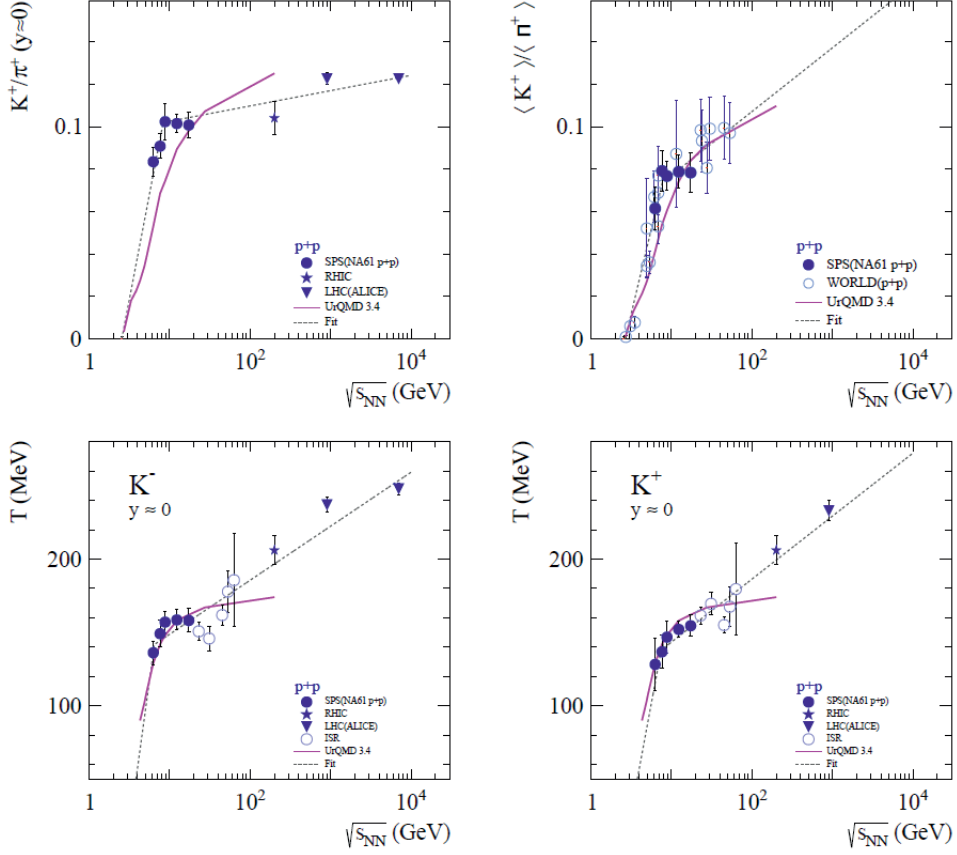 K⁺/π⁺ (y≈0)
0.1
0
p+p
SPS(NA61 p+p)
RHIC
LHC(ALICE)
UrQMD 3.4
Fit
1
10²
10⁴
√s_NN (GeV)
⟨K⁺⟩/⟨π⁺⟩
0.1
0
p+p
SPS(NA61 p+p)
WORLD(p+p)
UrQMD 3.4
Fit
1
10²
10⁴
√s_NN (GeV)
T (MeV)
K⁻
y ≈ 0
200
100
p+p
SPS(NA61 p+p)
RHIC
LHC(ALICE)
ISR
UrQMD 3.4
Fit
1
10²
10⁴
√s_NN (GeV)
T (MeV)
K⁺
y ≈ 0
200
100
p+p
SPS(NA61 p+p)
RHIC
LHC(ALICE)
ISR
UrQMD 3.4
Fit
1
10²
10⁴
√s_NN (GeV)